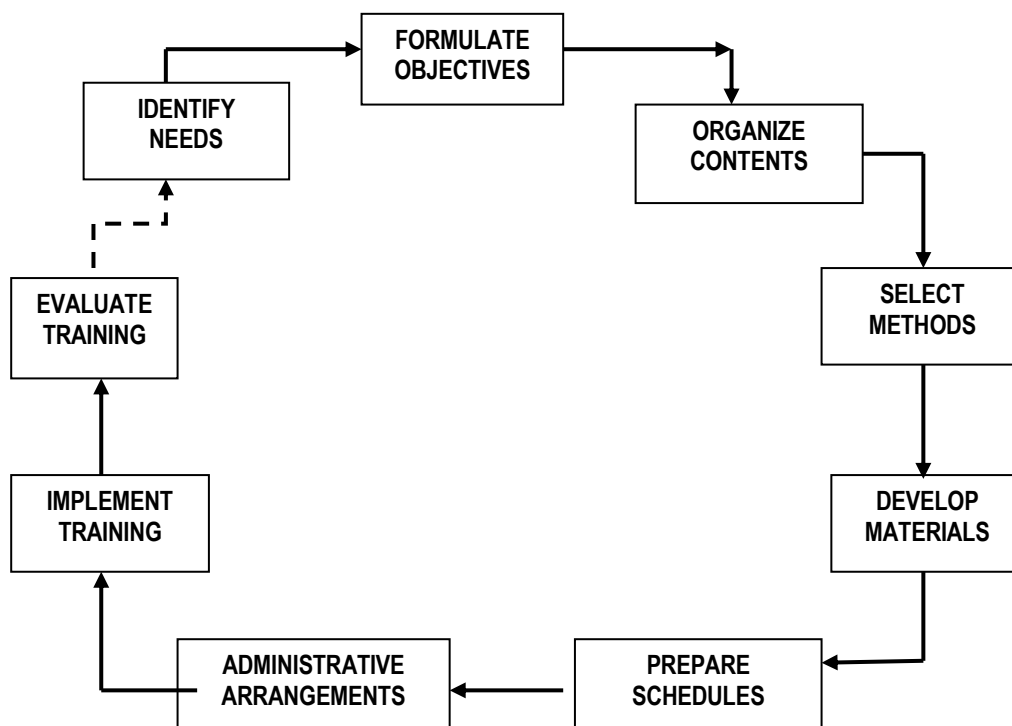 FORMULATE
OBJECTIVES
IDENTIFY
NEEDS
ORGANIZE
CONTENTS
SELECT
METHODS
EVALUATE
TRAINING
DEVELOP
MATERIALS
IMPLEMENT
TRAINING
PREPARE
SCHEDULES
ADMINISTRATIVE
ARRANGEMENTS